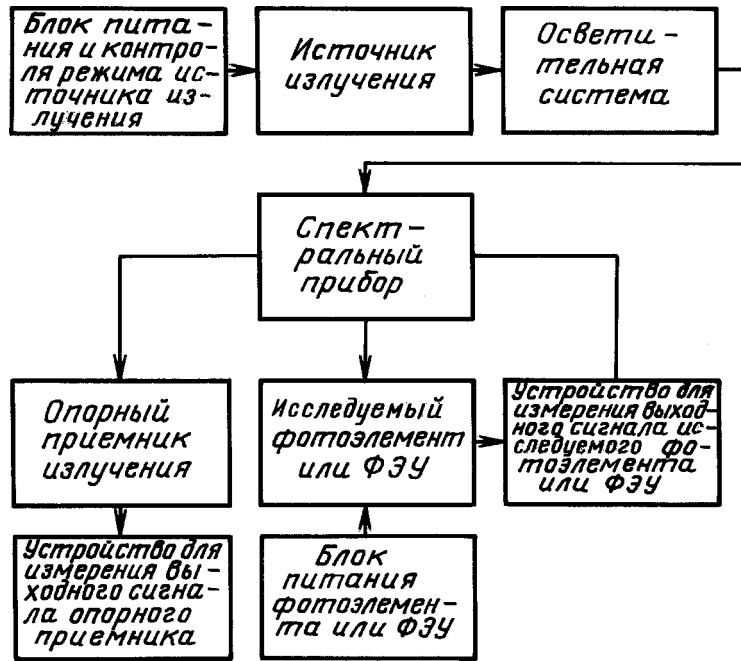 Блок пита-
ния и контро-
ля режима ис-
точника из-
лучения
Источник
излучения
Освети-
тельная
система
Спект-
ральный
прибор
Опорный
приемник
излучения
Исследуемый
фотоэлемент
или ФЭУ
Устройство для
измерения выход-
ного сигнала ис-
следуемого фо-
тоэлемента
или ФЭУ
Устройство для
измерения вы-
ходного сигна-
ла опорного
приемника
Блок
питания
фотоэлемен-
та или ФЭУ